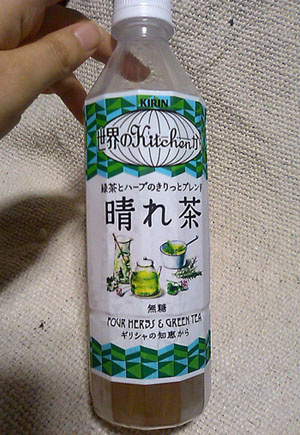 KIRIN
世界のKitchenから
緑茶とハーブのきりっとブレンド
晴れ茶
無糖
FOUR HERBS & GREEN TEA
ギリシャの知恵から